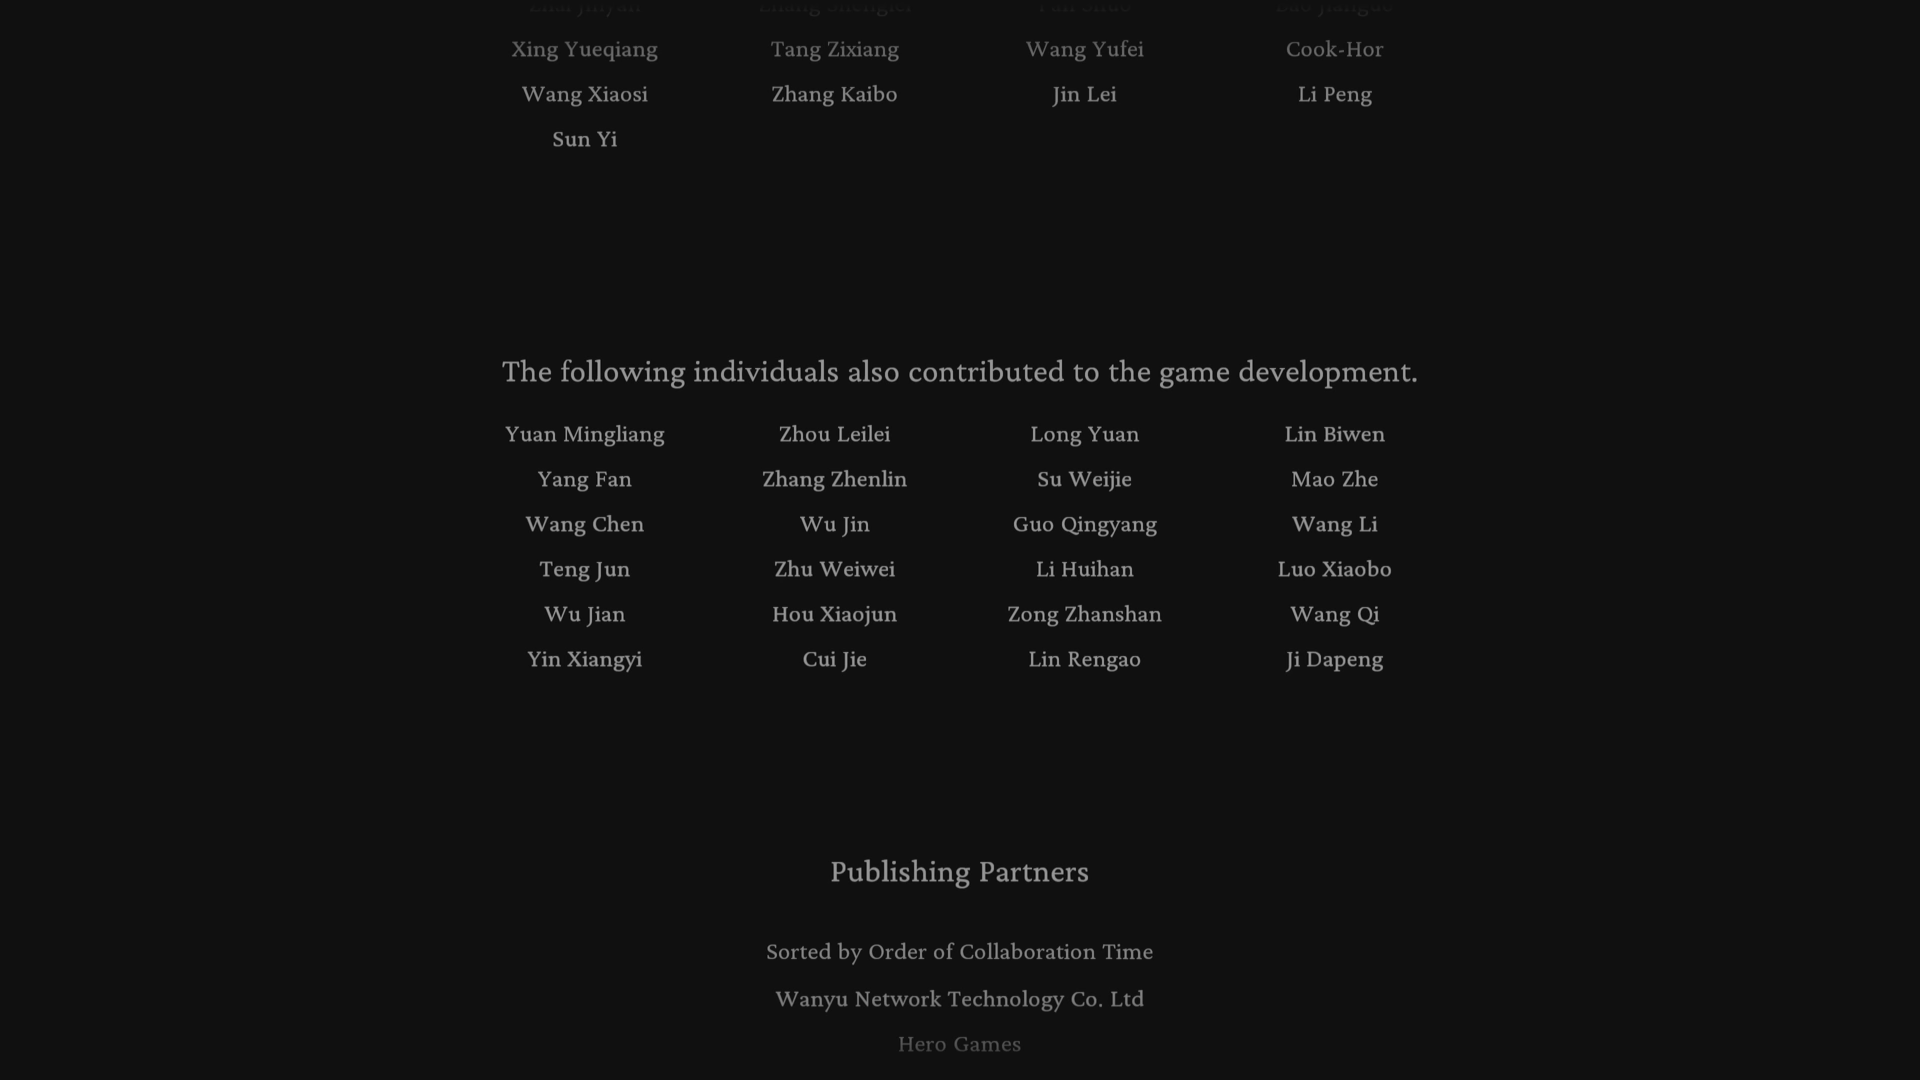 Xing Yueqiang Tang Zixiang Wang Yufei Cook-Hor
Wang Xiaosi Zhang Kaibo Jin Lei Li Peng
Sun Yi
The following individuals also contributed to the game development.
Yuan Mingliang Zhou Leilei Long Yuan Lin Biwen
Yang Fan Zhang Zhenlin Su Weijie Mao Zhe
Wang Chen Wu Jin Guo Qingyang Wang Li
Teng Jun Zhu Weiwei Li Huihan Luo Xiaobo
Wu Jian Hou Xiaojun Zong Zhanshan Wang Qi
Yin Xiangyi Cui Jie Lin Rengao Ji Dapeng
Publishing Partners
Sorted by Order of Collaboration Time
Wanyu Network Technology Co. Ltd
Hero Games